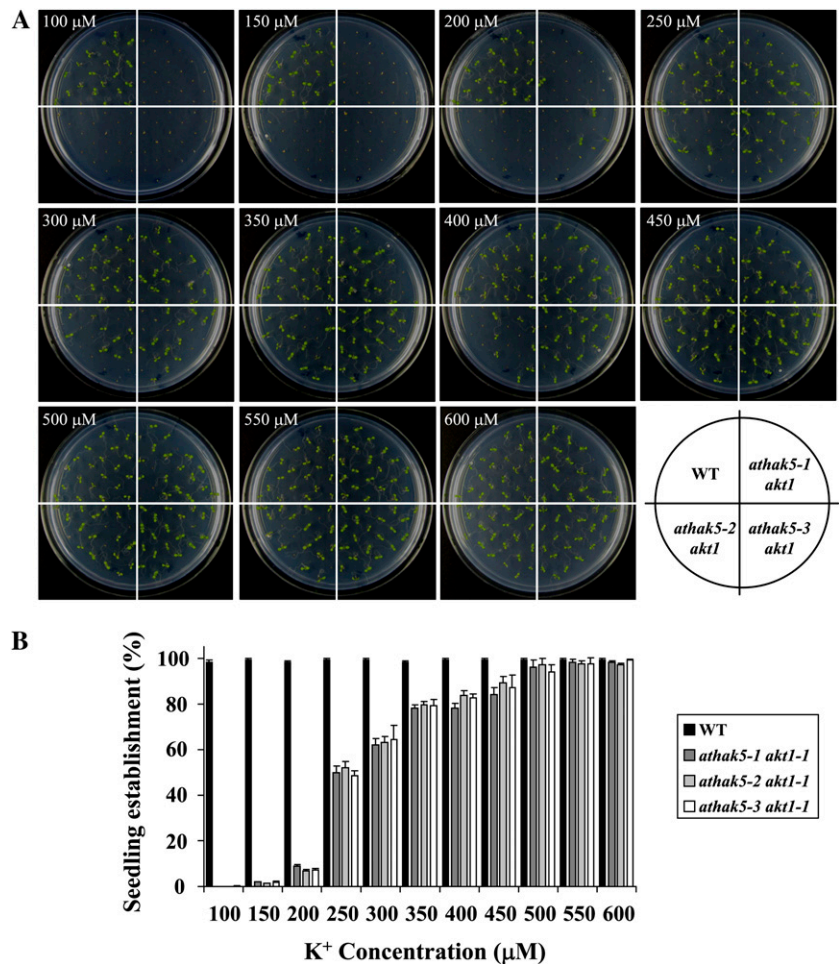 A
100 μM
150 μM
200 μM
250 μM
300 μM
350 μM
400 μM
450 μM
500 μM
550 μM
600 μM
WT
athak5-1
akt1
athak5-2
akt1
athak5-3
akt1
B
Seedling establishment (%)
100
80
60
40
20
0
100 150 200 250 300 350 400 450 500 550 600
K⁺ Concentration (μM)
WT
athak5-1 akt1-1
athak5-2 akt1-1
athak5-3 akt1-1